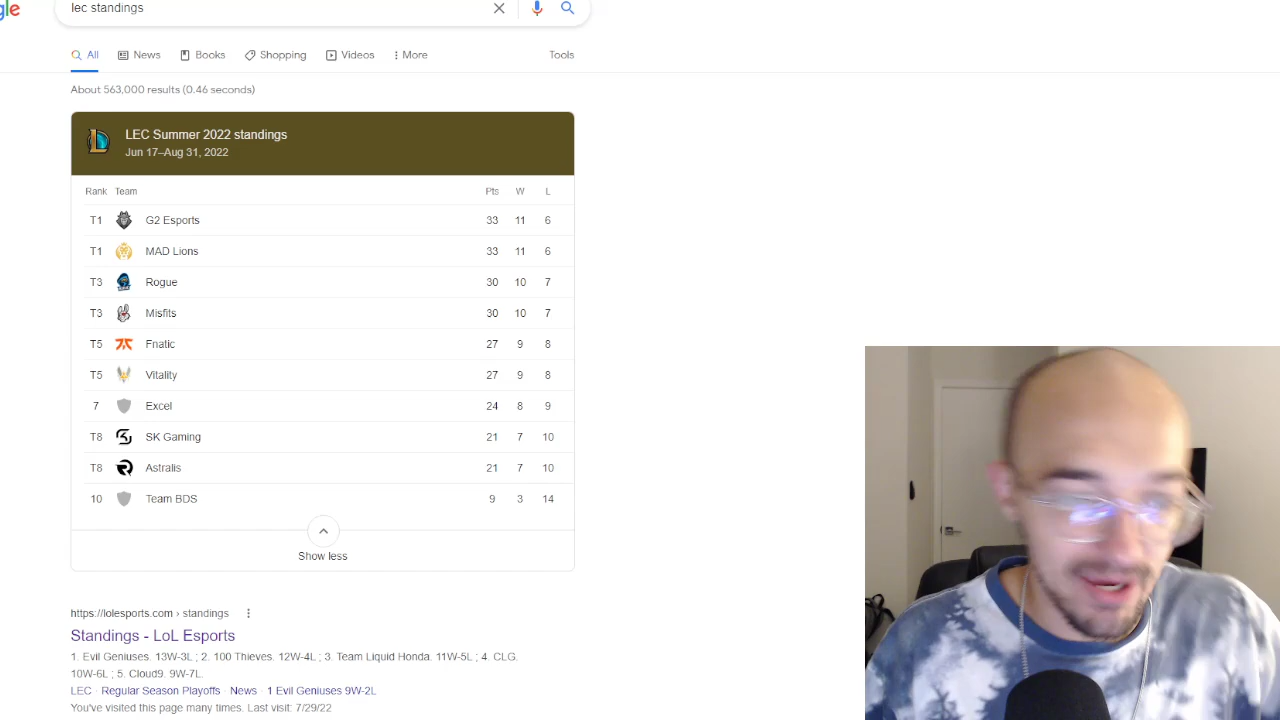 gle
lec standings
All News Books Shopping Videos More Tools
About 563,000 results (0.46 seconds)
LEC Summer 2022 standings
Jun 17–Aug 31, 2022
Rank Team Pts W L
T1 G2 Esports 33 11 6
T1 MAD Lions 33 11 6
T3 Rogue 30 10 7
T3 Misfits 30 10 7
T5 Fnatic 27 9 8
T5 Vitality 27 9 8
7 Excel 24 8 9
T8 SK Gaming 21 7 10
T8 Astralis 21 7 10
10 Team BDS 9 3 14
Show less
https://lolesports.com › standings
Standings - LoL Esports
1. Evil Geniuses. 13W-3L ; 2. 100 Thieves. 12W-4L ; 3. Team Liquid Honda. 11W-5L ; 4. CLG.
10W-6L ; 5. Cloud9. 9W-7L.
LEC · Regular Season Playoffs · News · 1 Evil Geniuses 9W-2L
You've visited this page many times. Last visit: 7/29/22